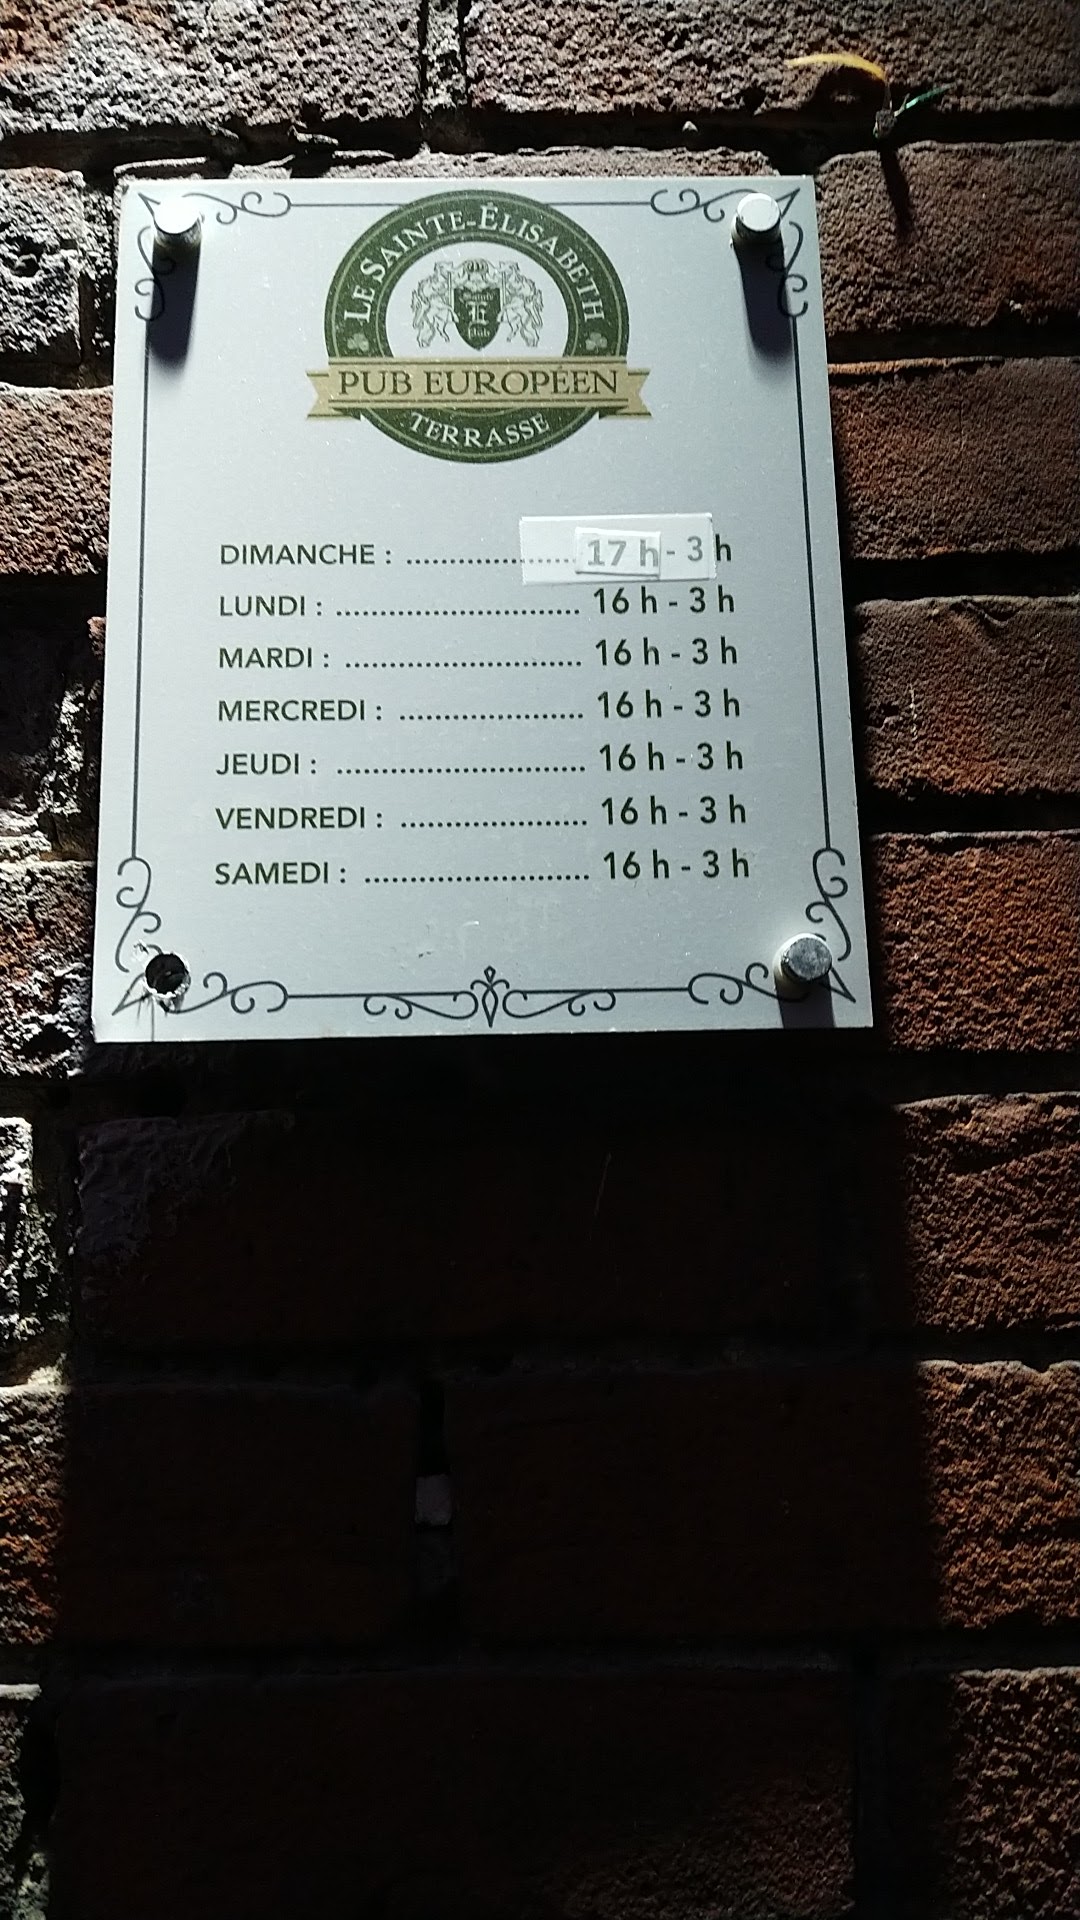 LE SAINTE-ÉLISABETH
PUB EUROPÉEN
TERRASSE
DIMANCHE : ...................17 h - 3 h
LUNDI : ........................... 16 h - 3 h
MARDI : .......................... 16 h - 3 h
MERCREDI : .................... 16 h - 3 h
JEUDI : ........................... 16 h - 3 h
VENDREDI : .................... 16 h - 3 h
SAMEDI : ........................ 16 h - 3 h